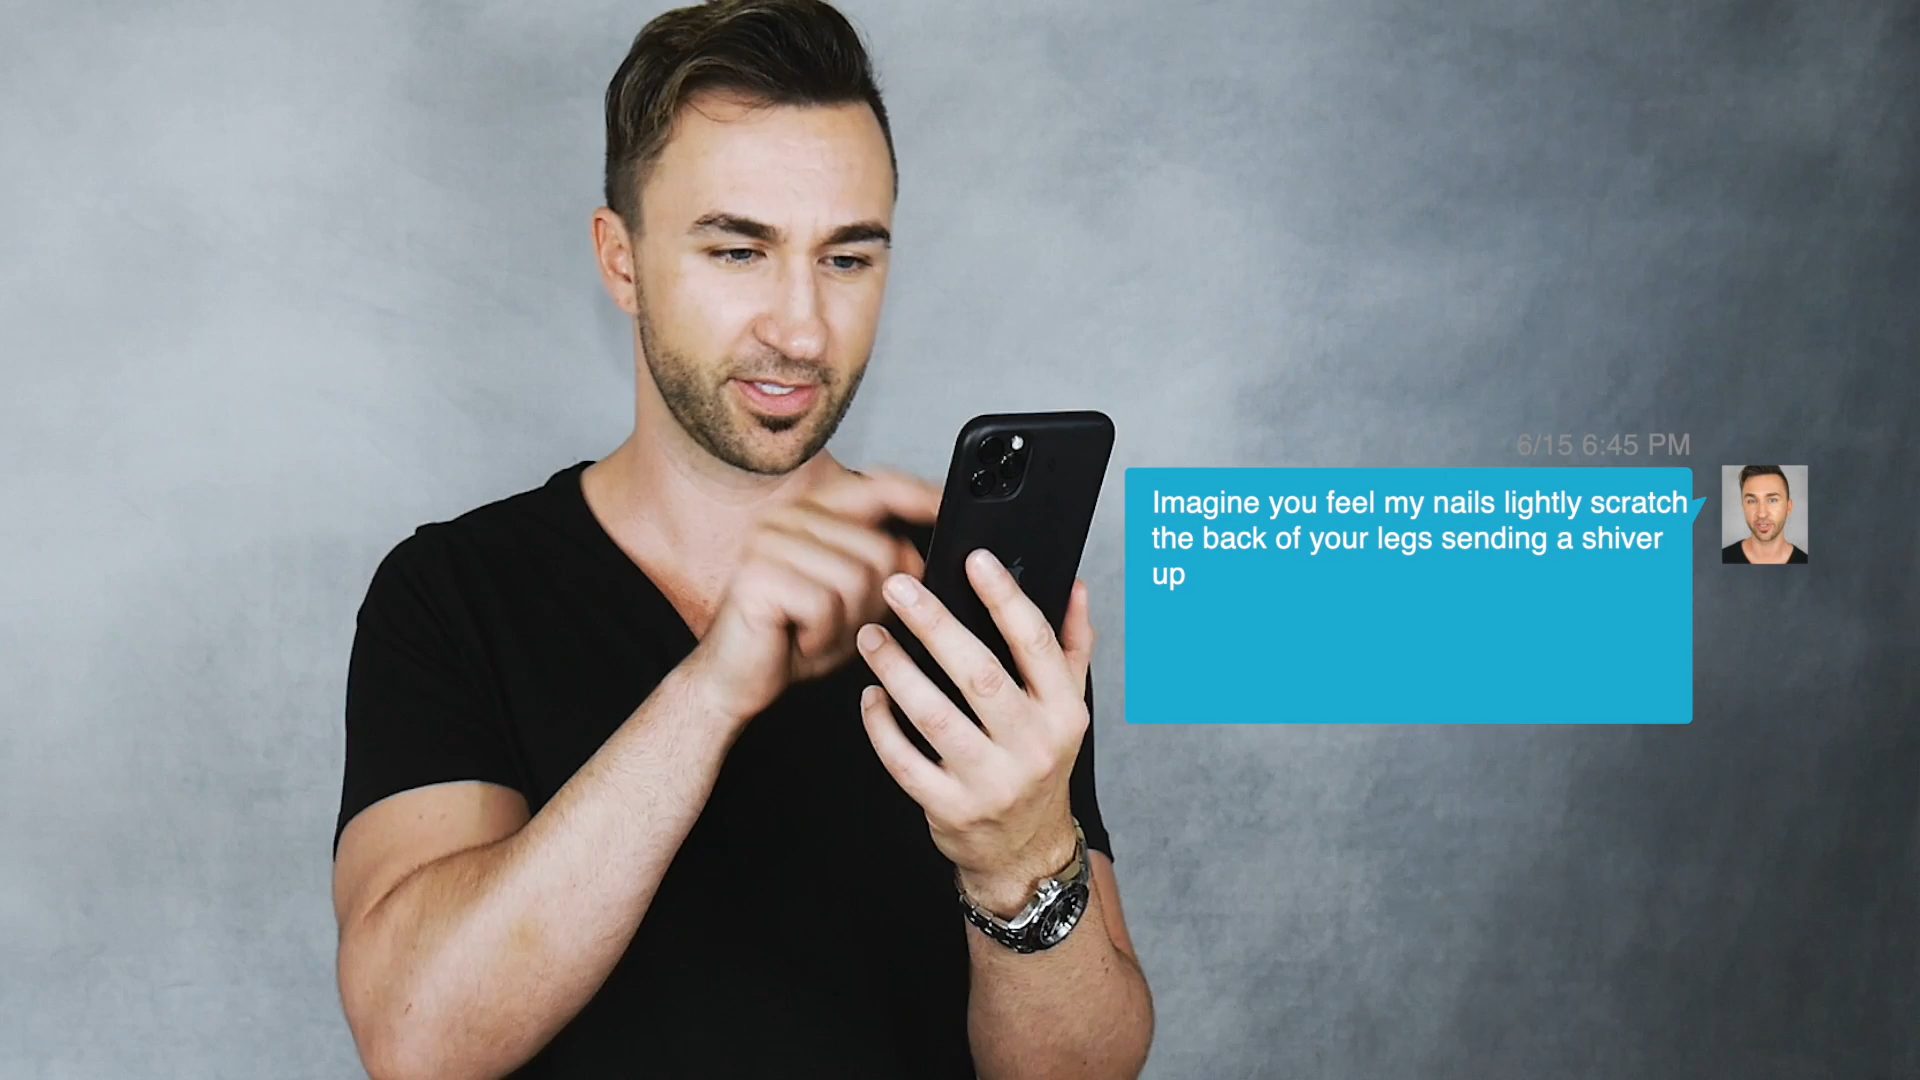 6/15 6:45 PM
Imagine you feel my nails lightly scratch
the back of your legs sending a shiver
up